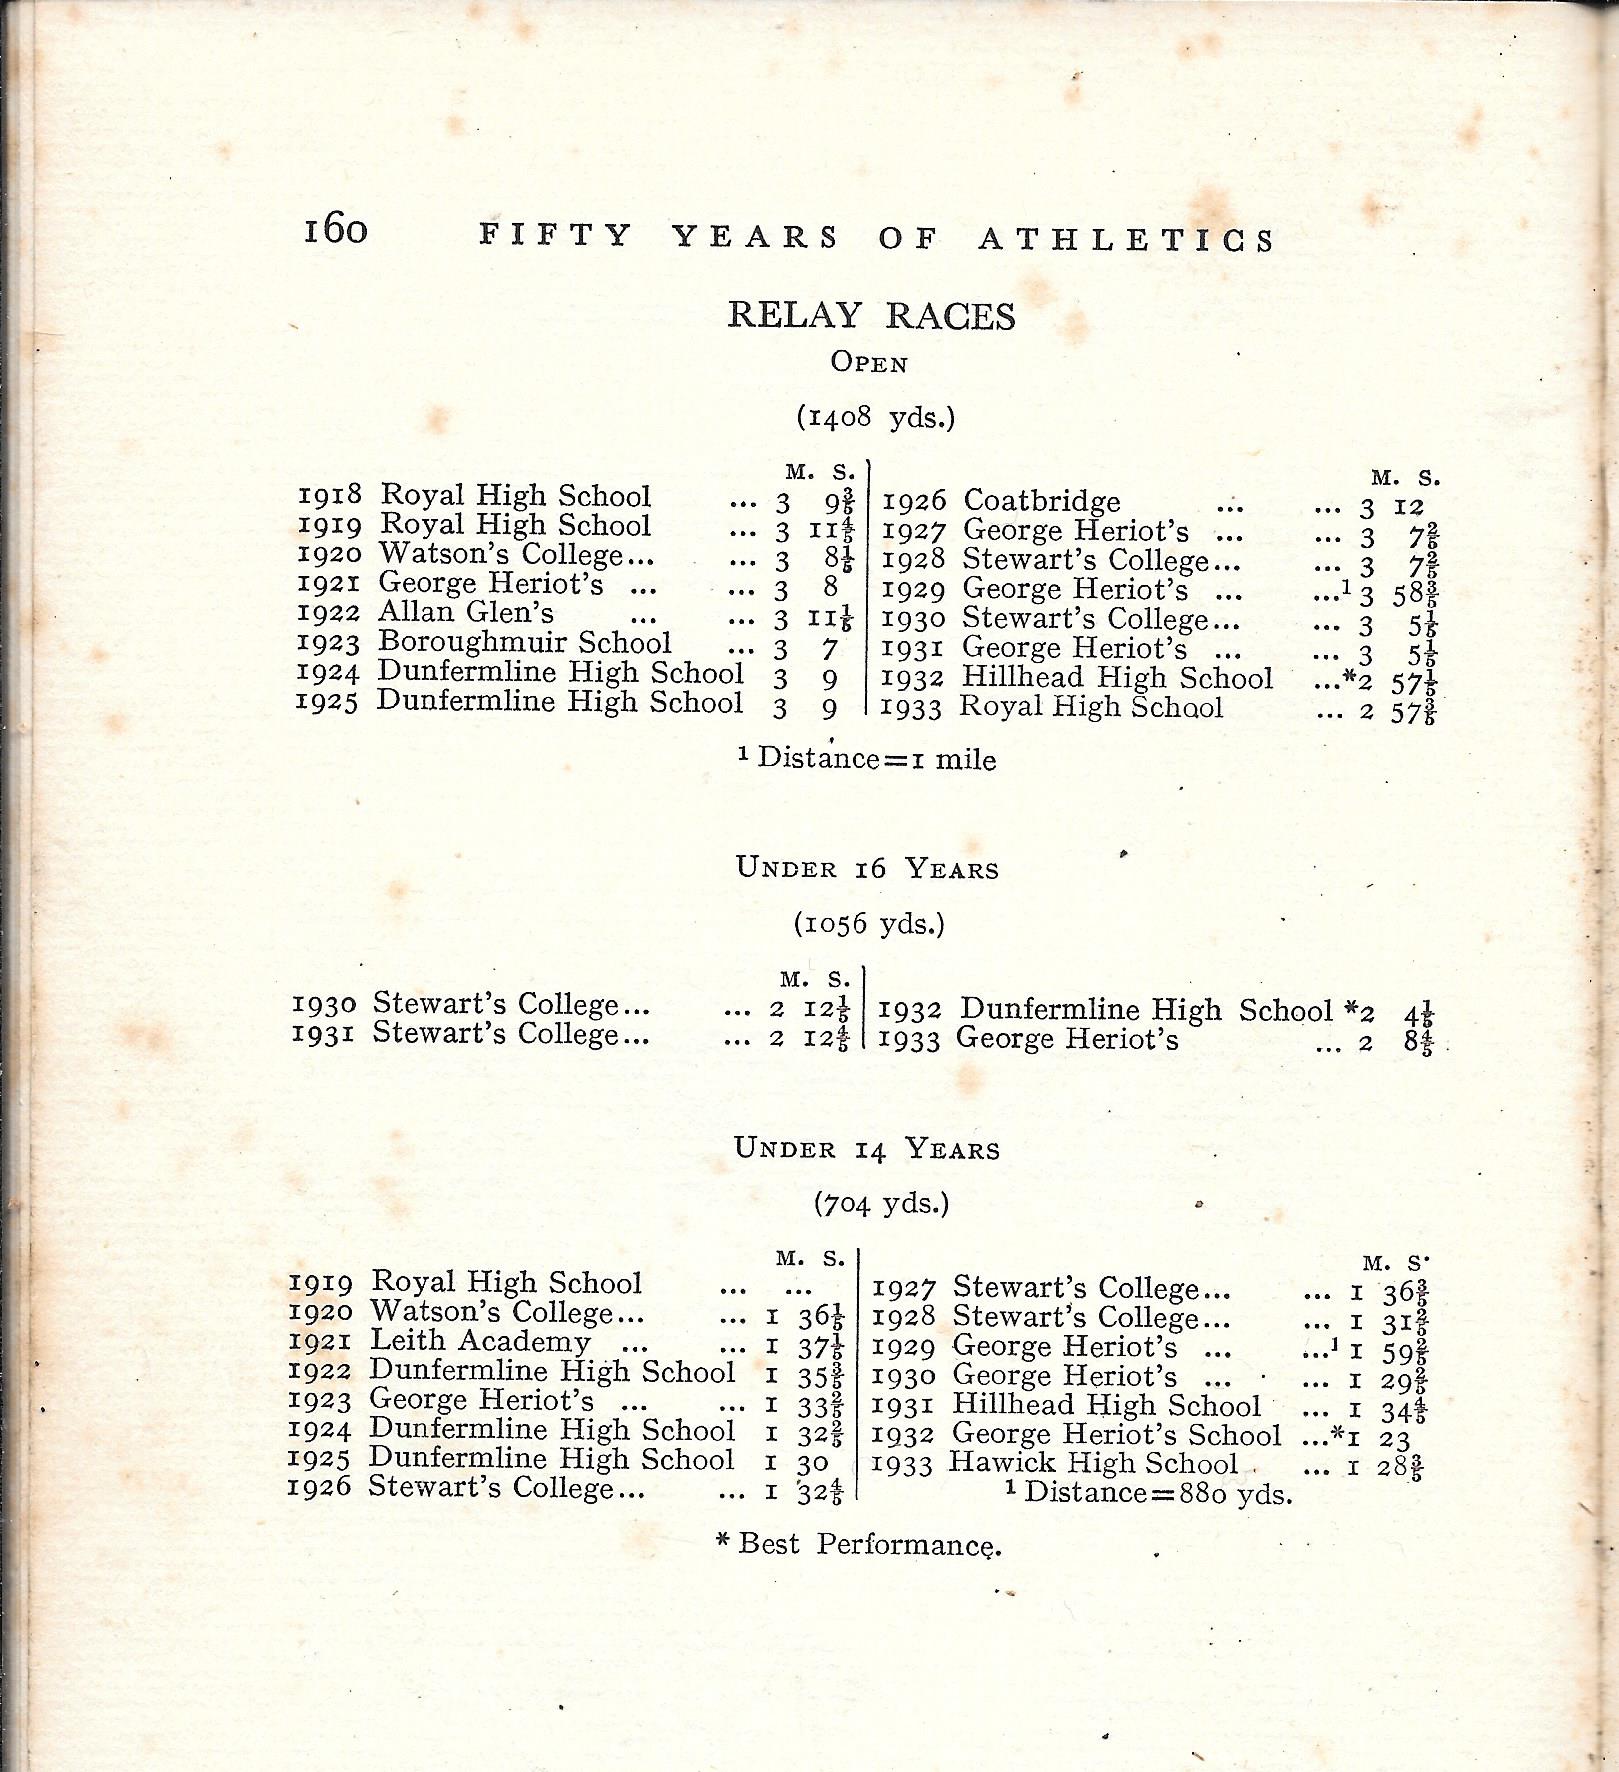 160 FIFTY YEARS OF ATHLETICS
RELAY RACES
OPEN
(1408 yds.)
M. S.
1918 Royal High School ... 3 9⅗
1919 Royal High School ... 3 11⅘
1920 Watson's College... ... 3 8⅕
1921 George Heriot's ... ... 3 8
1922 Allan Glen's ... ... 3 11⅕
1923 Boroughmuir School ... 3 7
1924 Dunfermline High School 3 9
1925 Dunfermline High School 3 9
M. S.
1926 Coatbridge ... ... 3 12
1927 George Heriot's ... ... 3 7⅖
1928 Stewart's College... ... 3 7⅖
1929 George Heriot's ... ...¹ 3 58⅗
1930 Stewart's College... ... 3 5⅕
1931 George Heriot's ... ... 3 5⅕
1932 Hillhead High School ...*2 57⅕
1933 Royal High School ... 2 57⅗
¹ Distance=1 mile
UNDER 16 YEARS
(1056 yds.)
M. S.
1930 Stewart's College... ... 2 12⅕
1931 Stewart's College... ... 2 12⅘
1932 Dunfermline High School *2 4⅕
1933 George Heriot's ... 2 8⅘
UNDER 14 YEARS
(704 yds.)
M. S.
1919 Royal High School ... ...
1920 Watson's College... ... 1 36⅕
1921 Leith Academy ... ... 1 37⅕
1922 Dunfermline High School 1 35⅗
1923 George Heriot's ... ... 1 33⅖
1924 Dunfermline High School 1 32⅖
1925 Dunfermline High School 1 30
1926 Stewart's College... ... 1 32⅘
M. S.
1927 Stewart's College... ... 1 36⅗
1928 Stewart's College... ... 1 31⅖
1929 George Heriot's ... ...¹ 1 59⅖
1930 George Heriot's ... ... 1 29⅖
1931 Hillhead High School ... 1 34⅘
1932 George Heriot's School ...*1 23
1933 Hawick High School ... 1 28⅗
¹ Distance=880 yds.
* Best Performance.